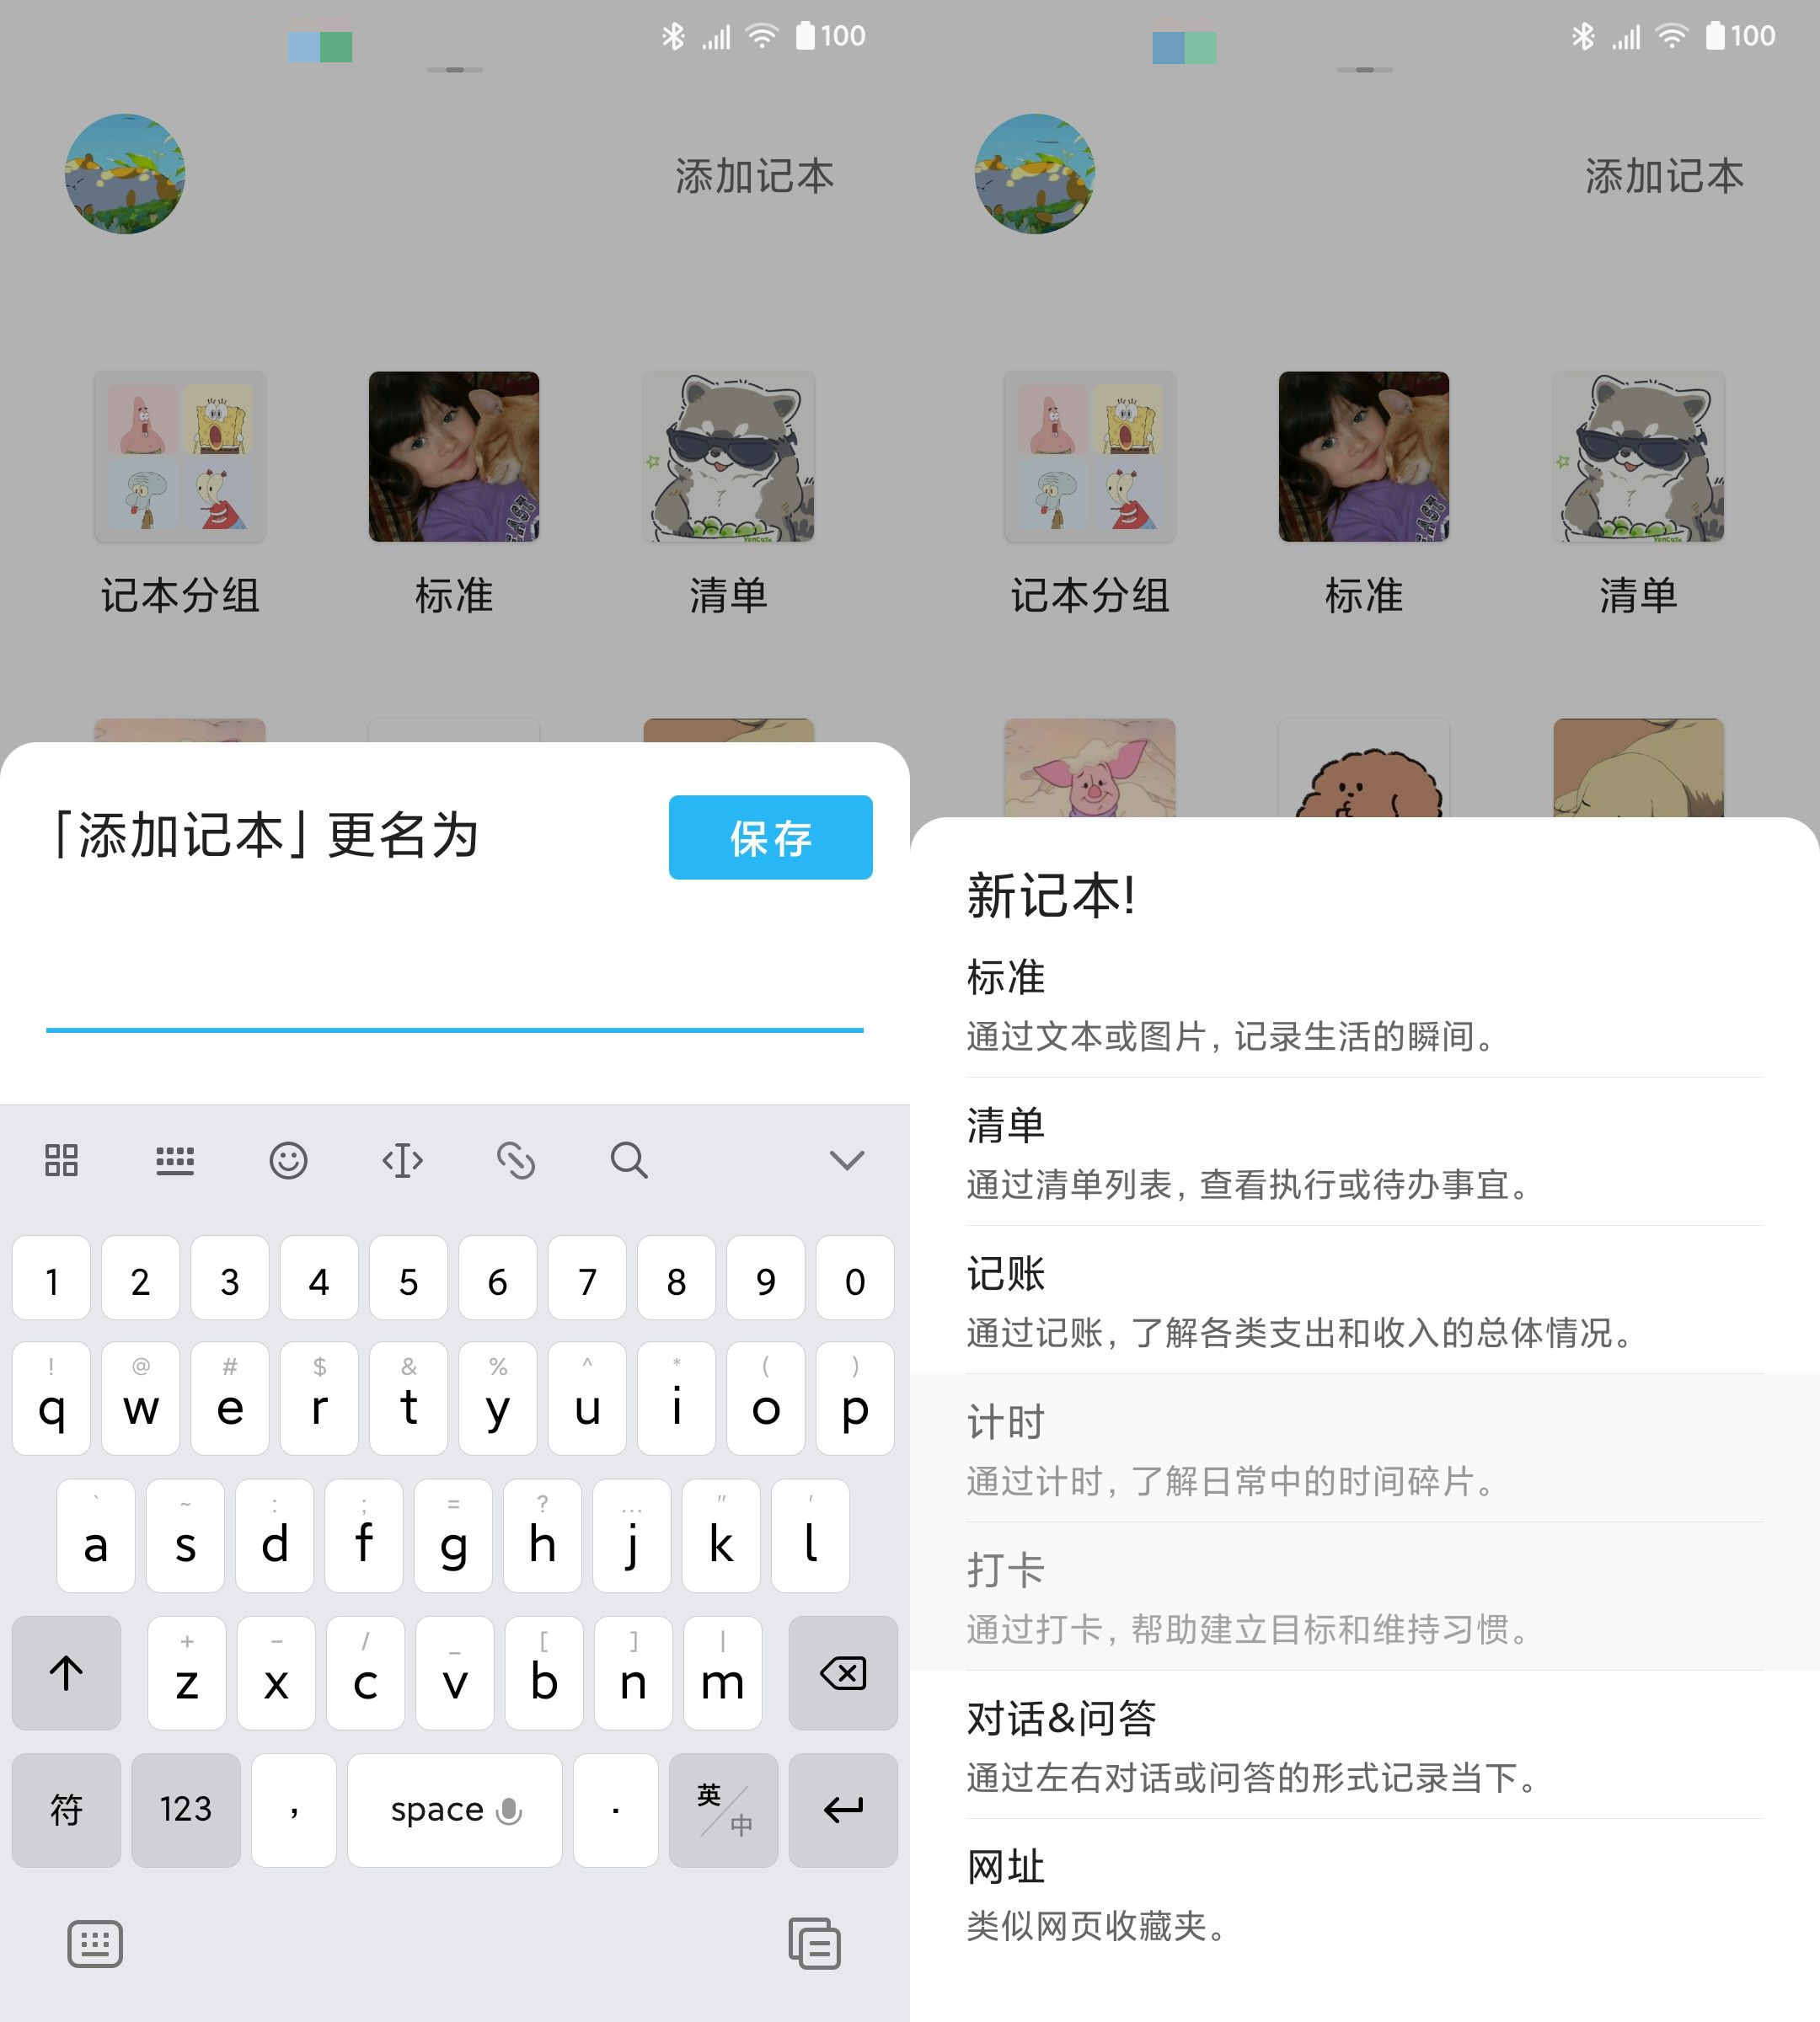 100
添加记本
记本分组
标准
清单
「添加记本」更名为
保存
1 2 3 4 5 6 7 8 9 0
! @ # $ & % ^ * ( )
q w e r t y u i o p
` ~ : ; = ? … " '
a s d f g h j k l
+ − / _ [ ] |
z x c v b n m
符 123 , space . 英/中
100
添加记本
记本分组
标准
清单
新记本!
标准
通过文本或图片，记录生活的瞬间。
清单
通过清单列表，查看执行或待办事宜。
记账
通过记账，了解各类支出和收入的总体情况。
计时
通过计时，了解日常中的时间碎片。
打卡
通过打卡，帮助建立目标和维持习惯。
对话&问答
通过左右对话或问答的形式记录当下。
网址
类似网页收藏夹。